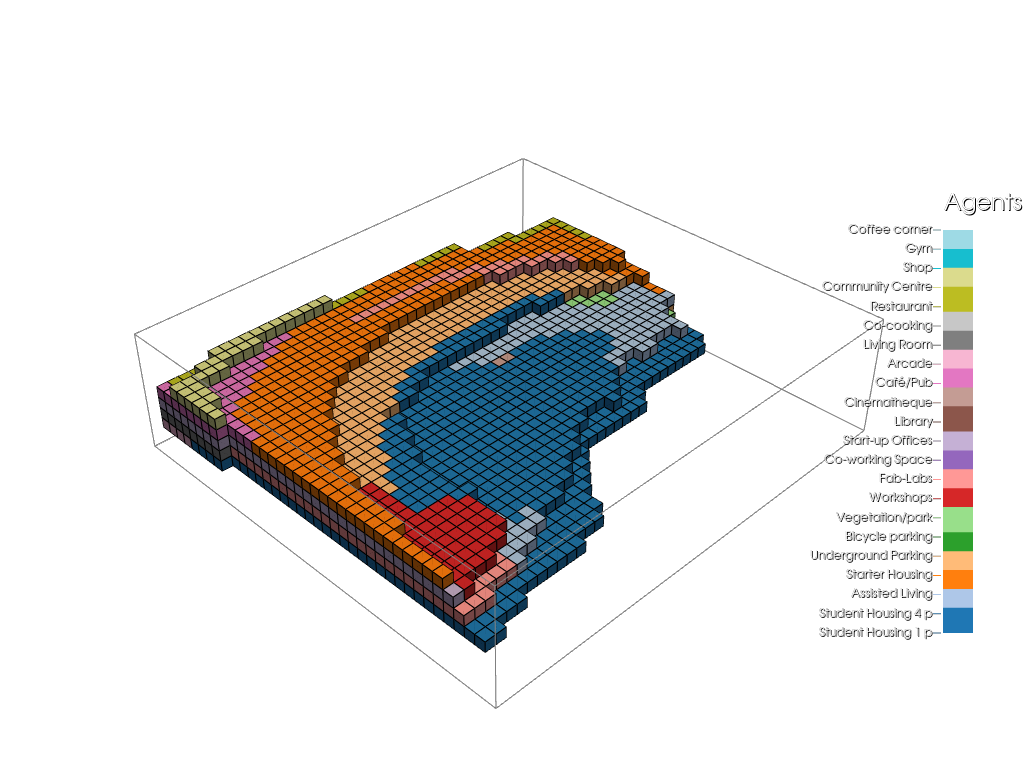 Agents
Coffee corner
Gym
Shop
Community Centre
Restaurant
Co-cooking
Living Room
Arcade
Café/Pub
Cinematheque
Library
Start-up Offices
Co-working Space
Fab-Labs
Workshops
Vegetation/park
Bicycle parking
Underground Parking
Starter Housing
Assisted Living
Student Housing 4 p
Student Housing 1 p